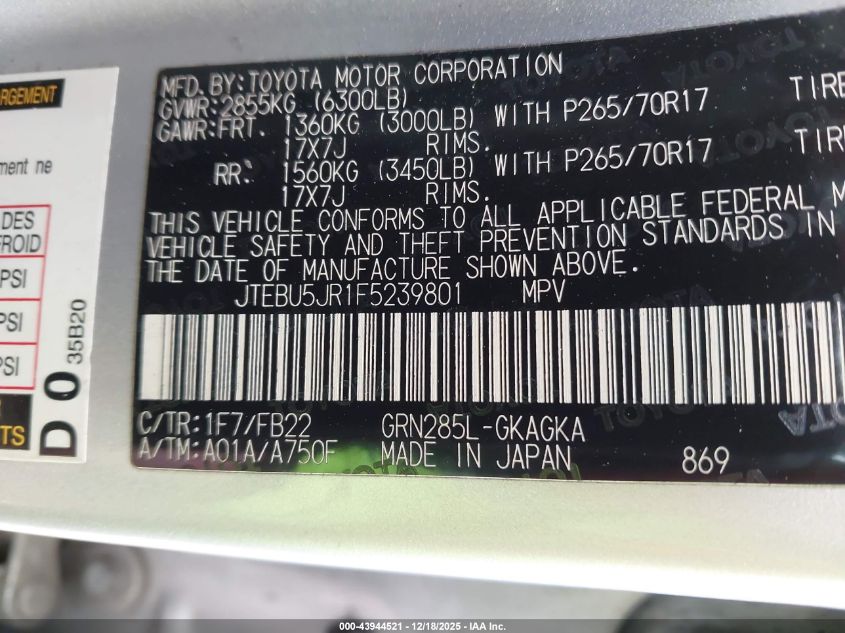 MFD. BY:TOYOTA MOTOR CORPORATION
GVWR:2855KG (6300LB)
GAWR:FRT. 1360KG (3000LB) WITH P265/70R17 TIRE
17X7J RIMS.
RR: 1560KG (3450LB) WITH P265/70R17 TIRE
17X7J RIMS.
THIS VEHICLE CONFORMS TO ALL APPLICABLE FEDERAL M
VEHICLE SAFETY AND THEFT PREVENTION STANDARDS IN
THE DATE OF MANUFACTURE SHOWN ABOVE.
JTEBU5JR1F5239801 MPV
C/TR:1F7/FB22 GRN285L-GKAGKA
A/TM:A01A/A750F MADE IN JAPAN 869
ARGEMENT
ment ne
DES
FROID
PSI
PSI
PSI
TS
D0 35B20
000-43944521 | 12/18/2025 - IAA Inc.